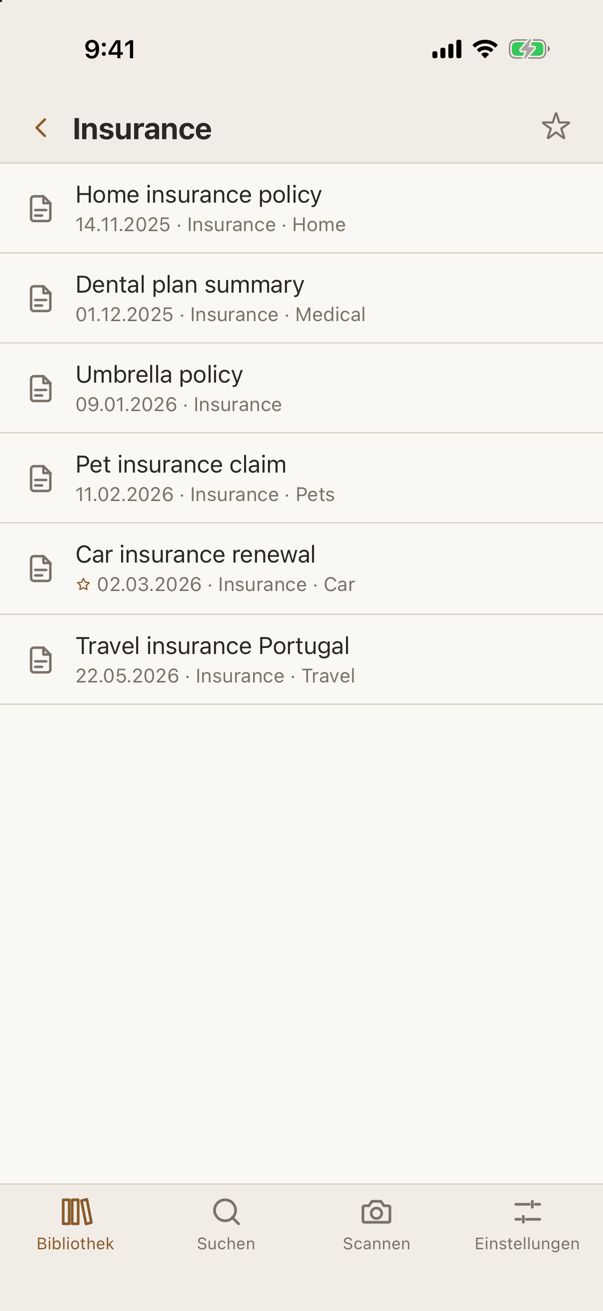 9:41
Insurance
Home insurance policy
14.11.2025 · Insurance · Home
Dental plan summary
01.12.2025 · Insurance · Medical
Umbrella policy
09.01.2026 · Insurance
Pet insurance claim
11.02.2026 · Insurance · Pets
Car insurance renewal
02.03.2026 · Insurance · Car
Travel insurance Portugal
22.05.2026 · Insurance · Travel
Bibliothek
Suchen
Scannen
Einstellungen